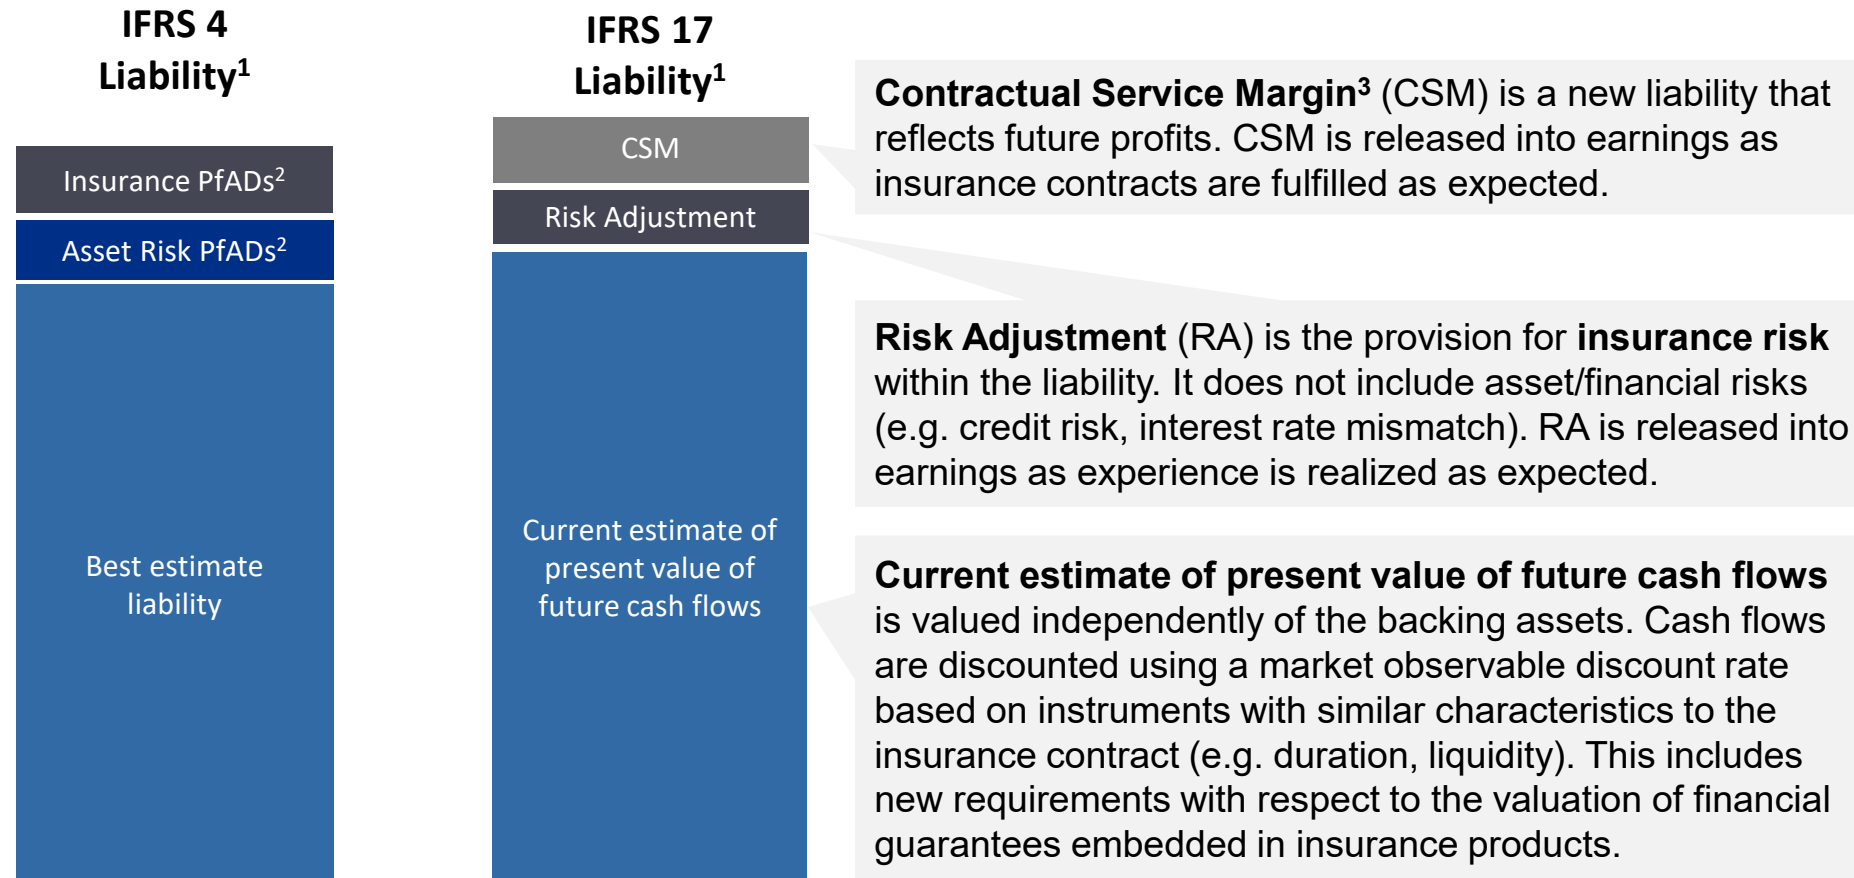 IFRS 4
Liability¹
Insurance PfADs²
Asset Risk PfADs²
Best estimate
liability
IFRS 17
Liability¹
CSM
Risk Adjustment
Current estimate of
present value of
future cash flows
Contractual Service Margin³ (CSM) is a new liability that
reflects future profits. CSM is released into earnings as
insurance contracts are fulfilled as expected.
Risk Adjustment (RA) is the provision for insurance risk
within the liability. It does not include asset/financial risks
(e.g. credit risk, interest rate mismatch). RA is released into
earnings as experience is realized as expected.
Current estimate of present value of future cash flows
is valued independently of the backing assets. Cash flows
are discounted using a market observable discount rate
based on instruments with similar characteristics to the
insurance contract (e.g. duration, liquidity). This includes
new requirements with respect to the valuation of financial
guarantees embedded in insurance products.